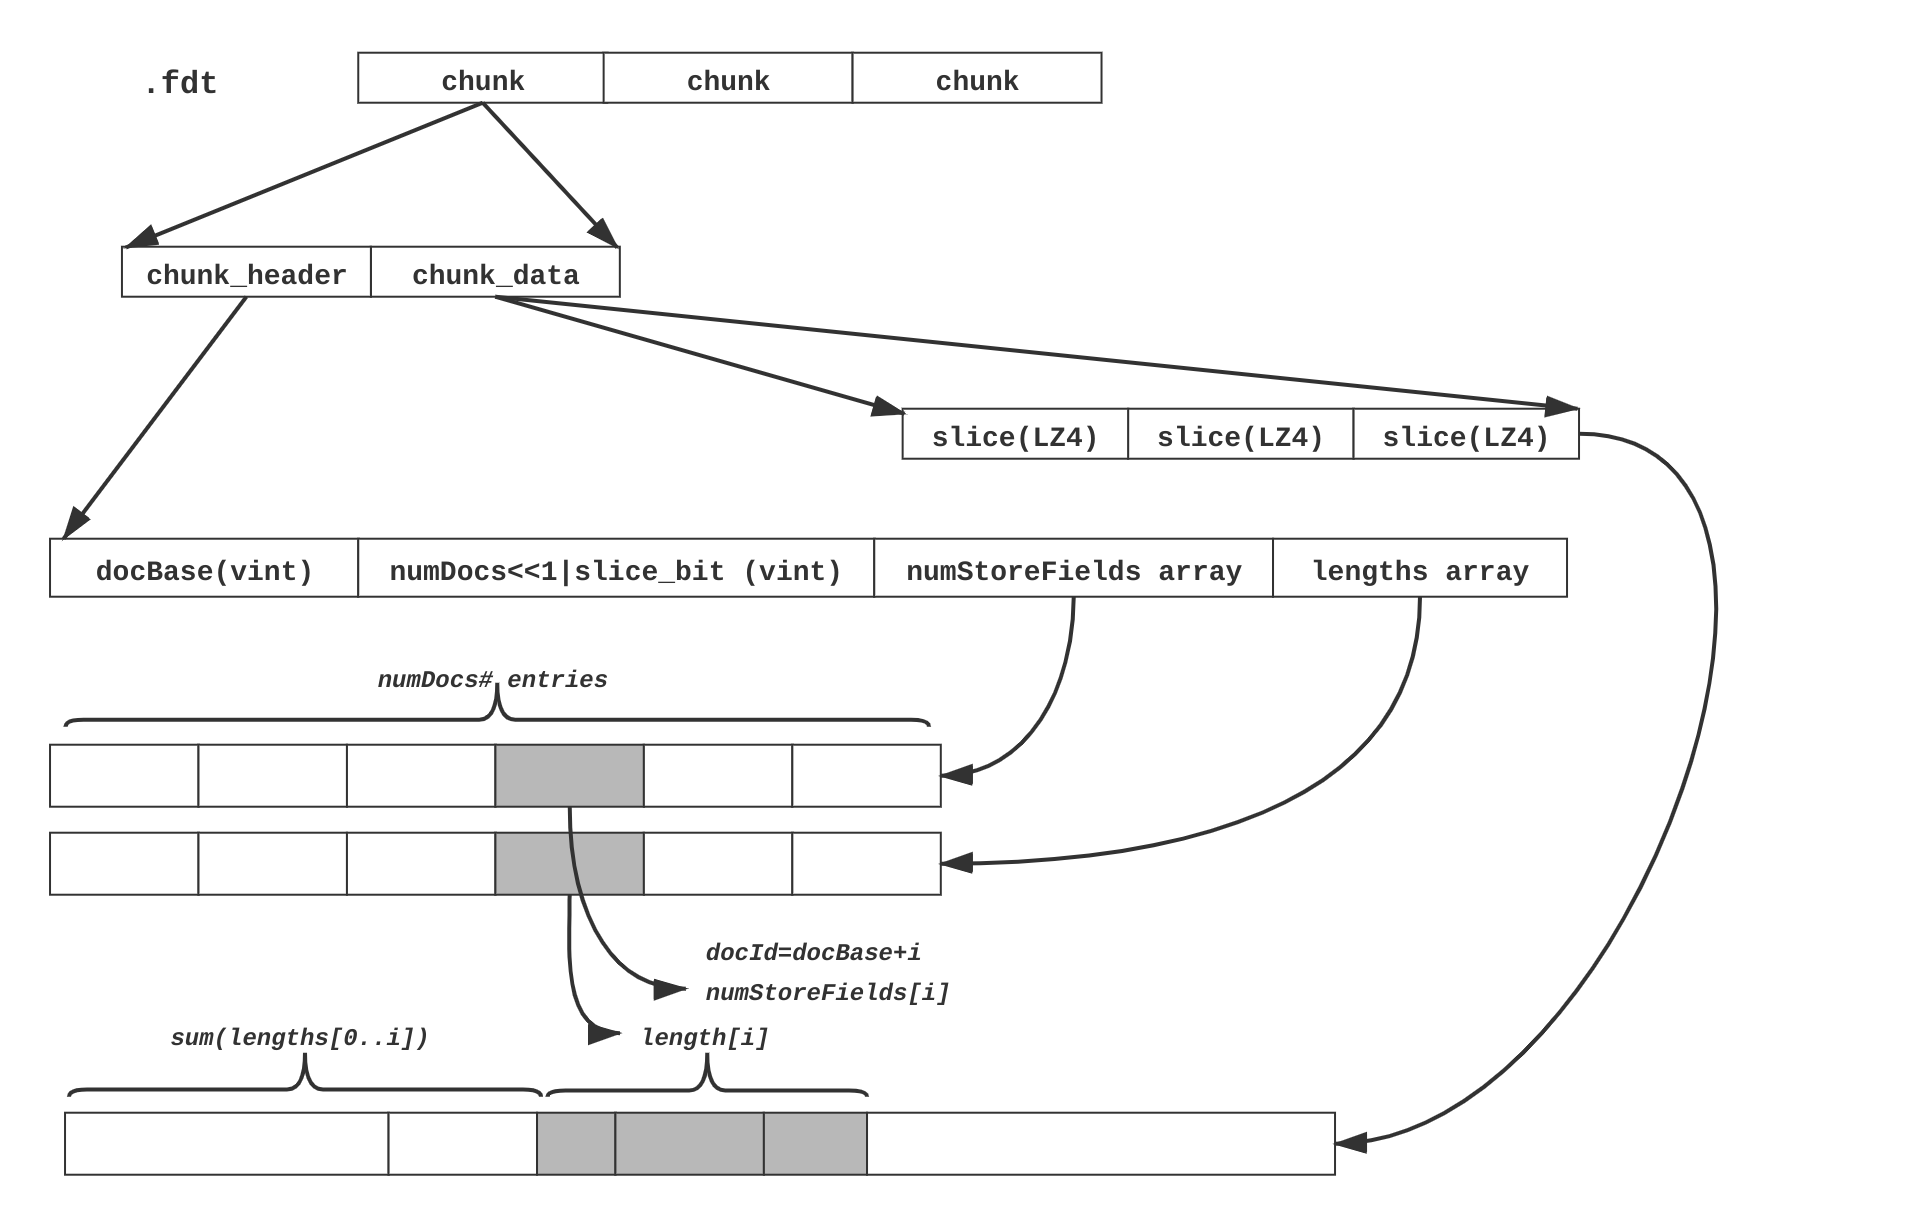 .fdt
chunk chunk chunk
chunk_header chunk_data
slice(LZ4) slice(LZ4) slice(LZ4)
docBase(vint) numDocs<<1|slice_bit (vint) numStoreFields array lengths array
numDocs# entries
docId=docBase+i
numStoreFields[i]
sum(lengths[0..i]) length[i]